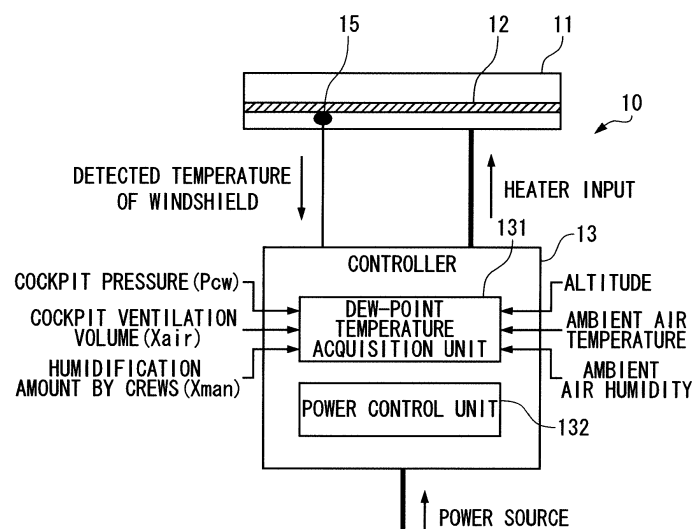 15
11
12
10
DETECTED TEMPERATURE
OF WINDSHIELD
HEATER INPUT
131
13
CONTROLLER
COCKPIT PRESSURE(Pcw)
COCKPIT VENTILATION
VOLUME(Xair)
HUMIDIFICATION
AMOUNT BY CREWS(Xman)
DEW-POINT
TEMPERATURE
ACQUISITION UNIT
ALTITUDE
AMBIENT AIR
TEMPERATURE
AMBIENT
AIR HUMIDITY
POWER CONTROL UNIT
132
POWER SOURCE